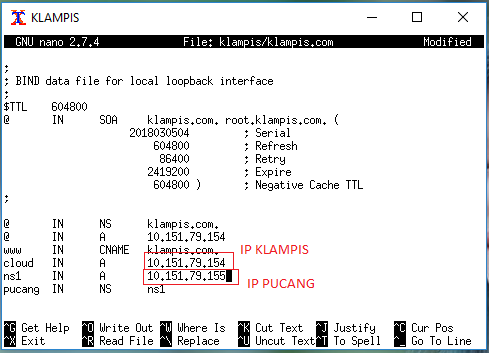 KLAMPIS
GNU nano 2.7.4 File: klampis/klampis.com Modified
;
; BIND data file for local loopback interface
;
$TTL 604800
@ IN SOA klampis.com. root.klampis.com. (
2018030504 ; Serial
604800 ; Refresh
86400 ; Retry
2419200 ; Expire
604800 ) ; Negative Cache TTL
;
@ IN NS klampis.com.
@ IN A 10.151.79.154
www IN CNAME klampis.com. IP KLAMPIS
cloud IN A 10.151.79.154
ns1 IN A 10.151.79.155 IP PUCANG
pucang IN NS ns1
^G Get Help ^O Write Out ^W Where Is ^K Cut Text ^J Justify ^C Cur Pos
^X Exit ^R Read File ^\ Replace ^U Uncut Text ^T To Spell ^_ Go To Line